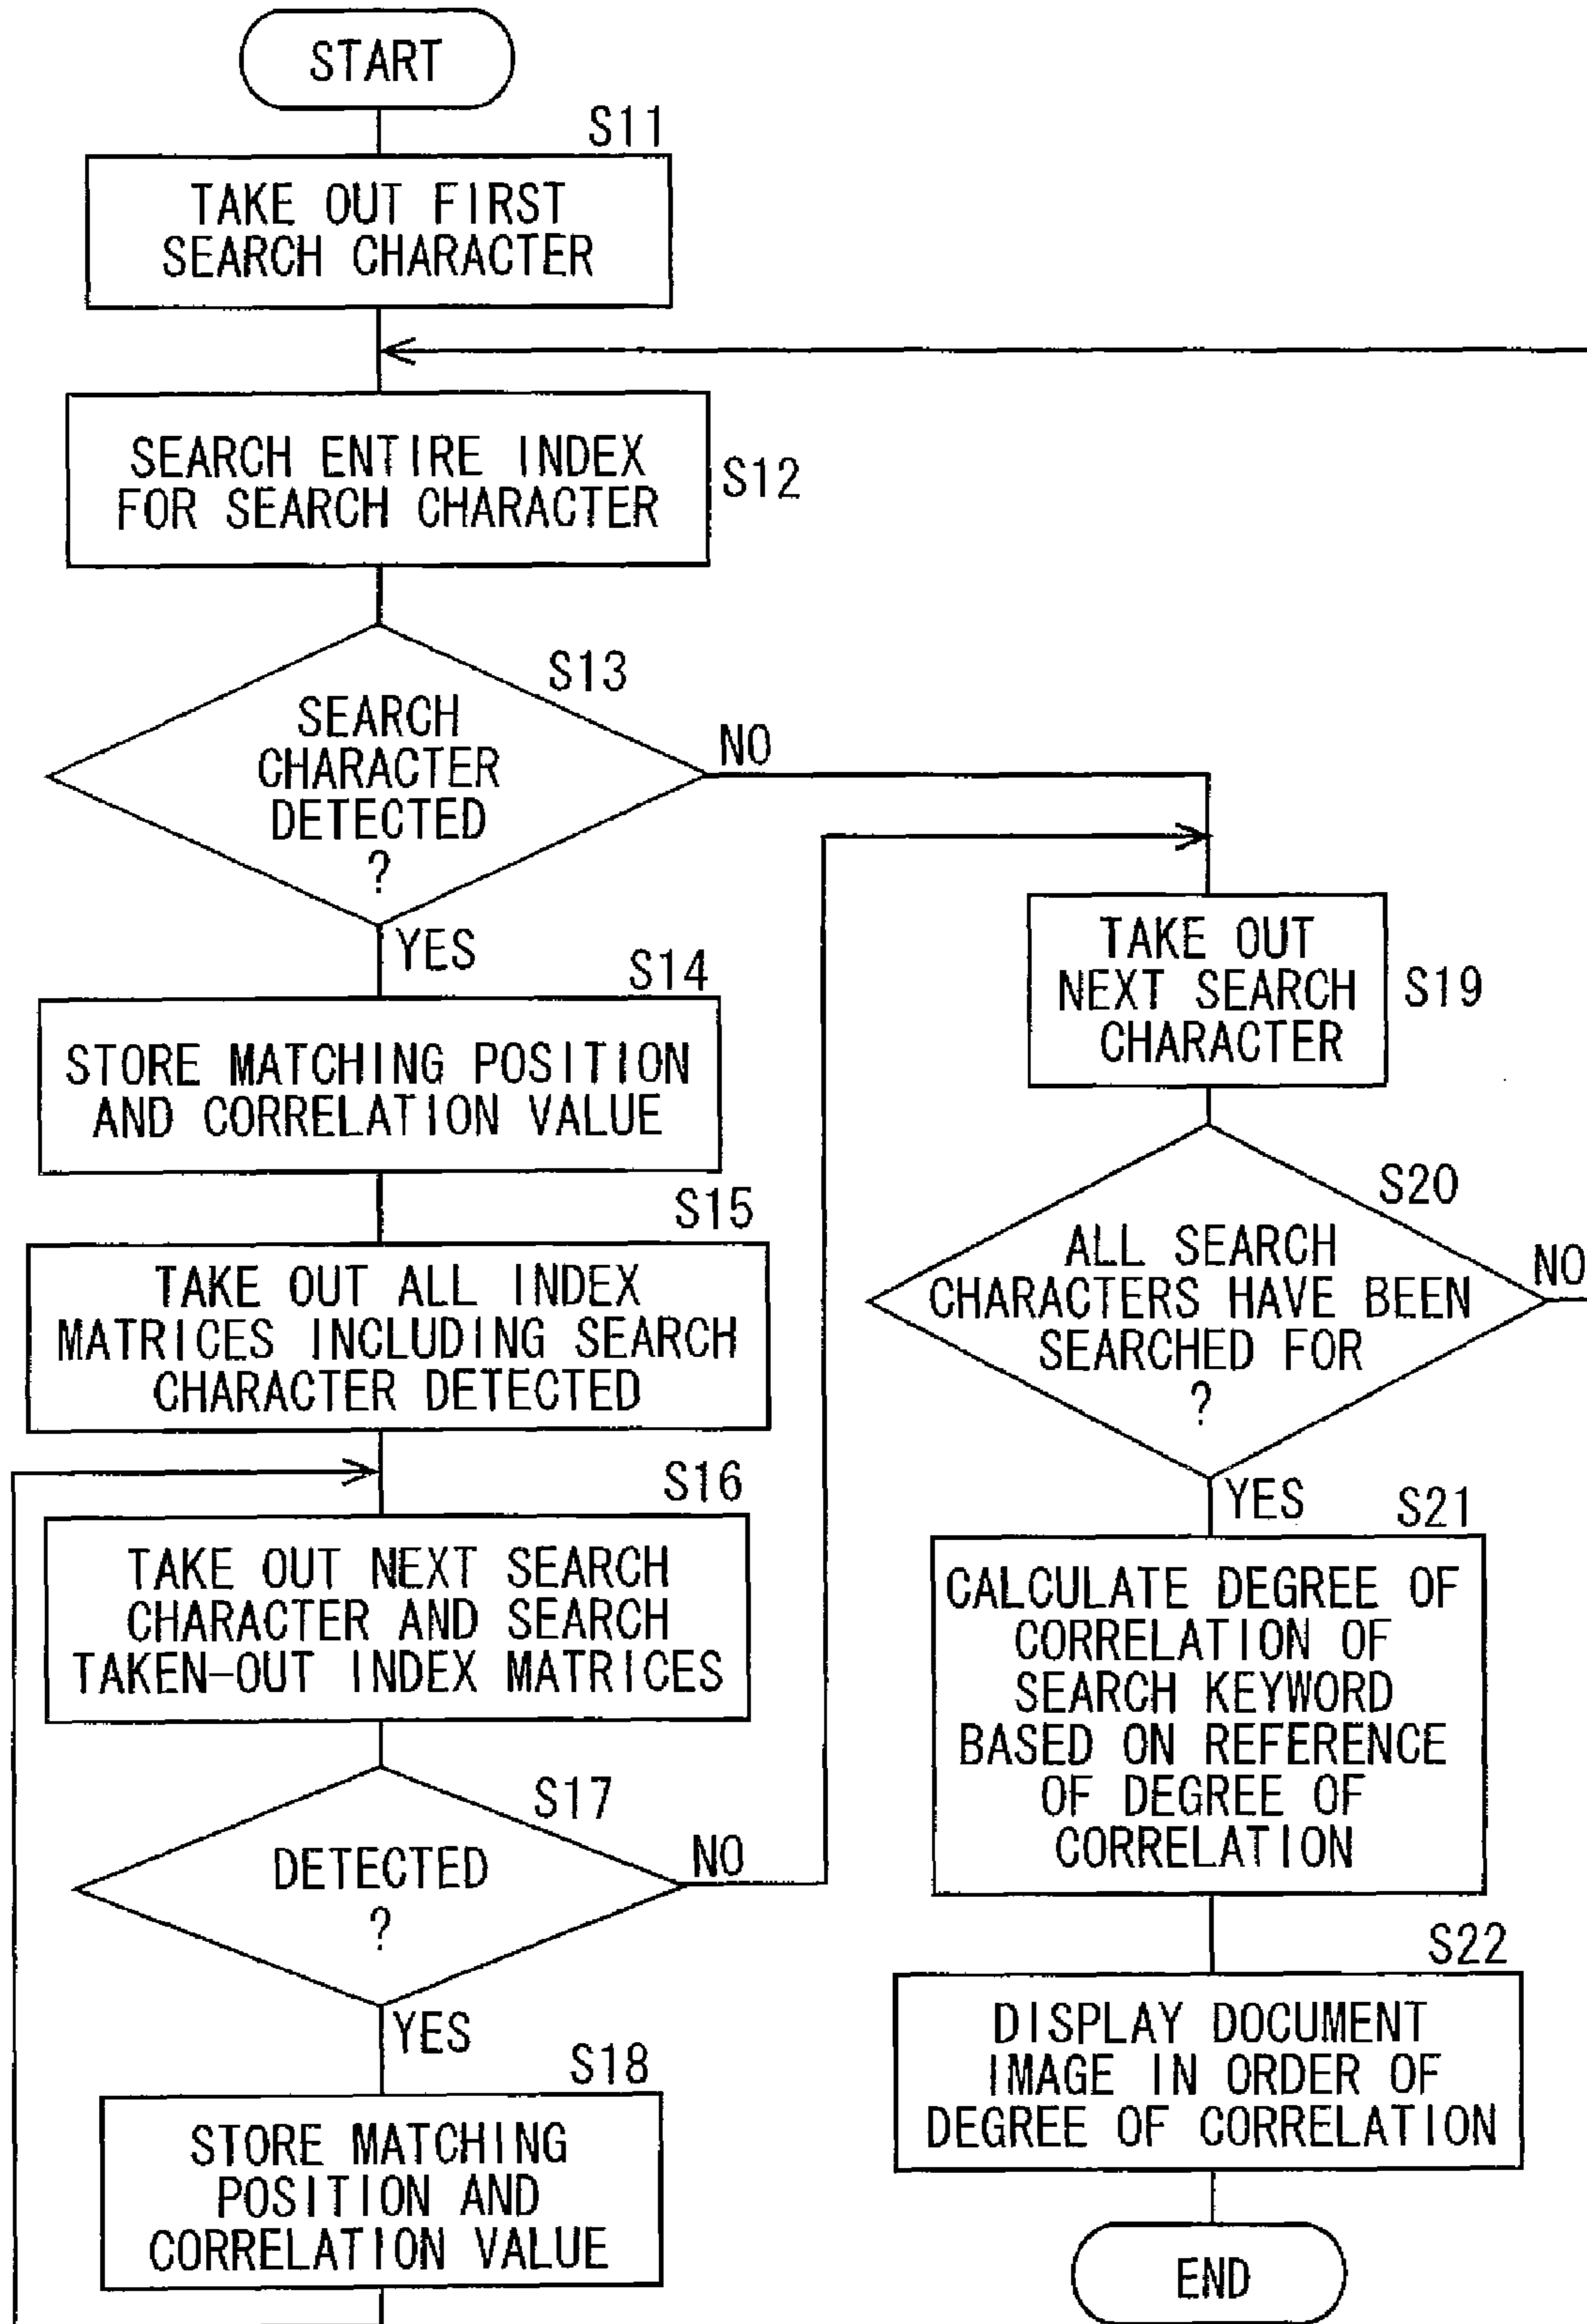 START
S11
TAKE OUT FIRST
SEARCH CHARACTER
SEARCH ENTIRE INDEX
FOR SEARCH CHARACTER
S12
S13
SEARCH
CHARACTER
DETECTED
?
NO
YES
S14
STORE MATCHING POSITION
AND CORRELATION VALUE
S15
TAKE OUT ALL INDEX
MATRICES INCLUDING SEARCH
CHARACTER DETECTED
S16
TAKE OUT NEXT SEARCH
CHARACTER AND SEARCH
TAKEN-OUT INDEX MATRICES
S17
DETECTED
?
NO
YES
S18
STORE MATCHING
POSITION AND
CORRELATION VALUE
TAKE OUT
NEXT SEARCH
CHARACTER
S19
S20
ALL SEARCH
CHARACTERS HAVE BEEN
SEARCHED FOR
?
NO
YES
S21
CALCULATE DEGREE OF
CORRELATION OF
SEARCH KEYWORD
BASED ON REFERENCE
OF DEGREE OF
CORRELATION
S22
DISPLAY DOCUMENT
IMAGE IN ORDER OF
DEGREE OF CORRELATION
END